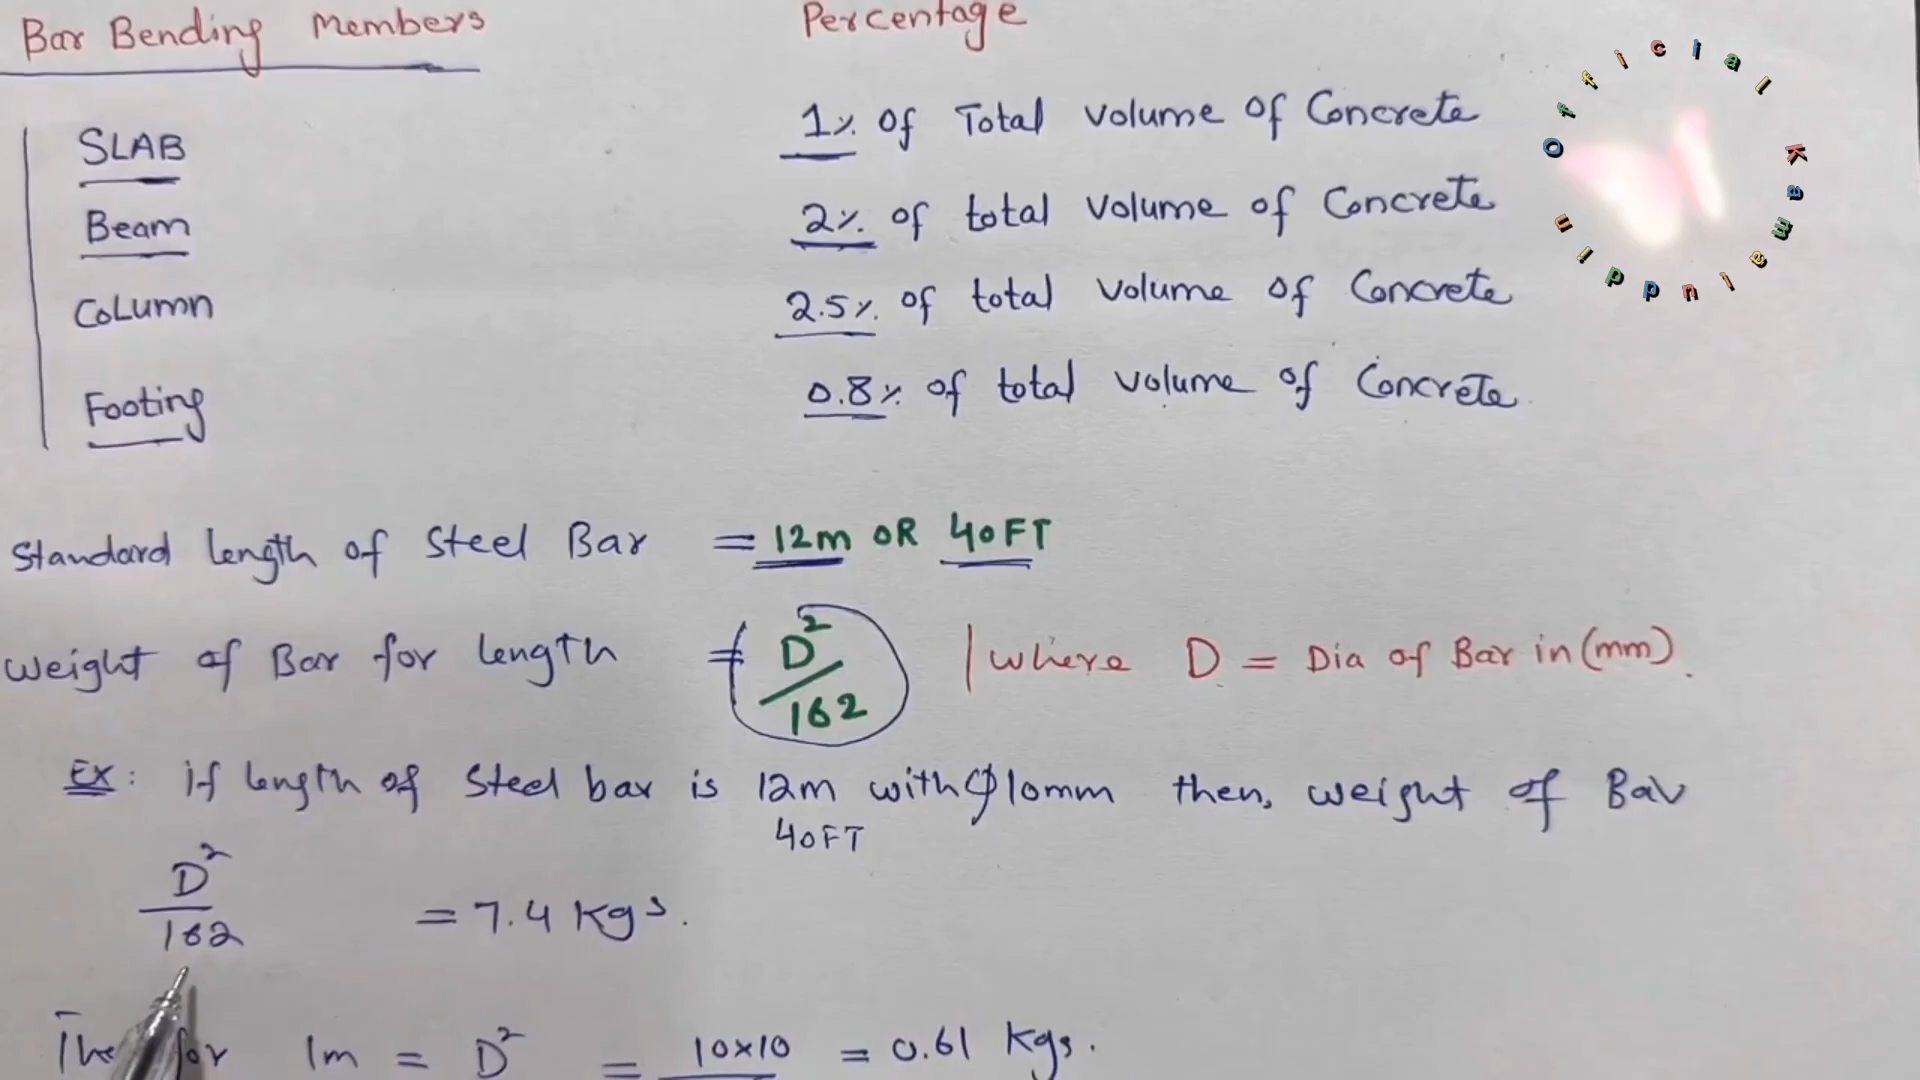 Bar Bending Members Percentage
SLAB 1% of Total volume of Concrete
Beam 2% of total volume of Concrete
Column 2.5% of total volume of Concrete
Footing 0.8% of total volume of Concrete
Standard length of Steel Bar = 12m OR 40FT
Weight of Bar for length = D²/162 | where D = Dia of Bar in (mm).
EX: if length of Steel bar is 12m with ϕ10mm then, weight of Bar
40FT
D²/162 = 7.4 Kgs.
for 1m = D² = 10x10 = 0.61 Kgs.
Official Kameinuddin